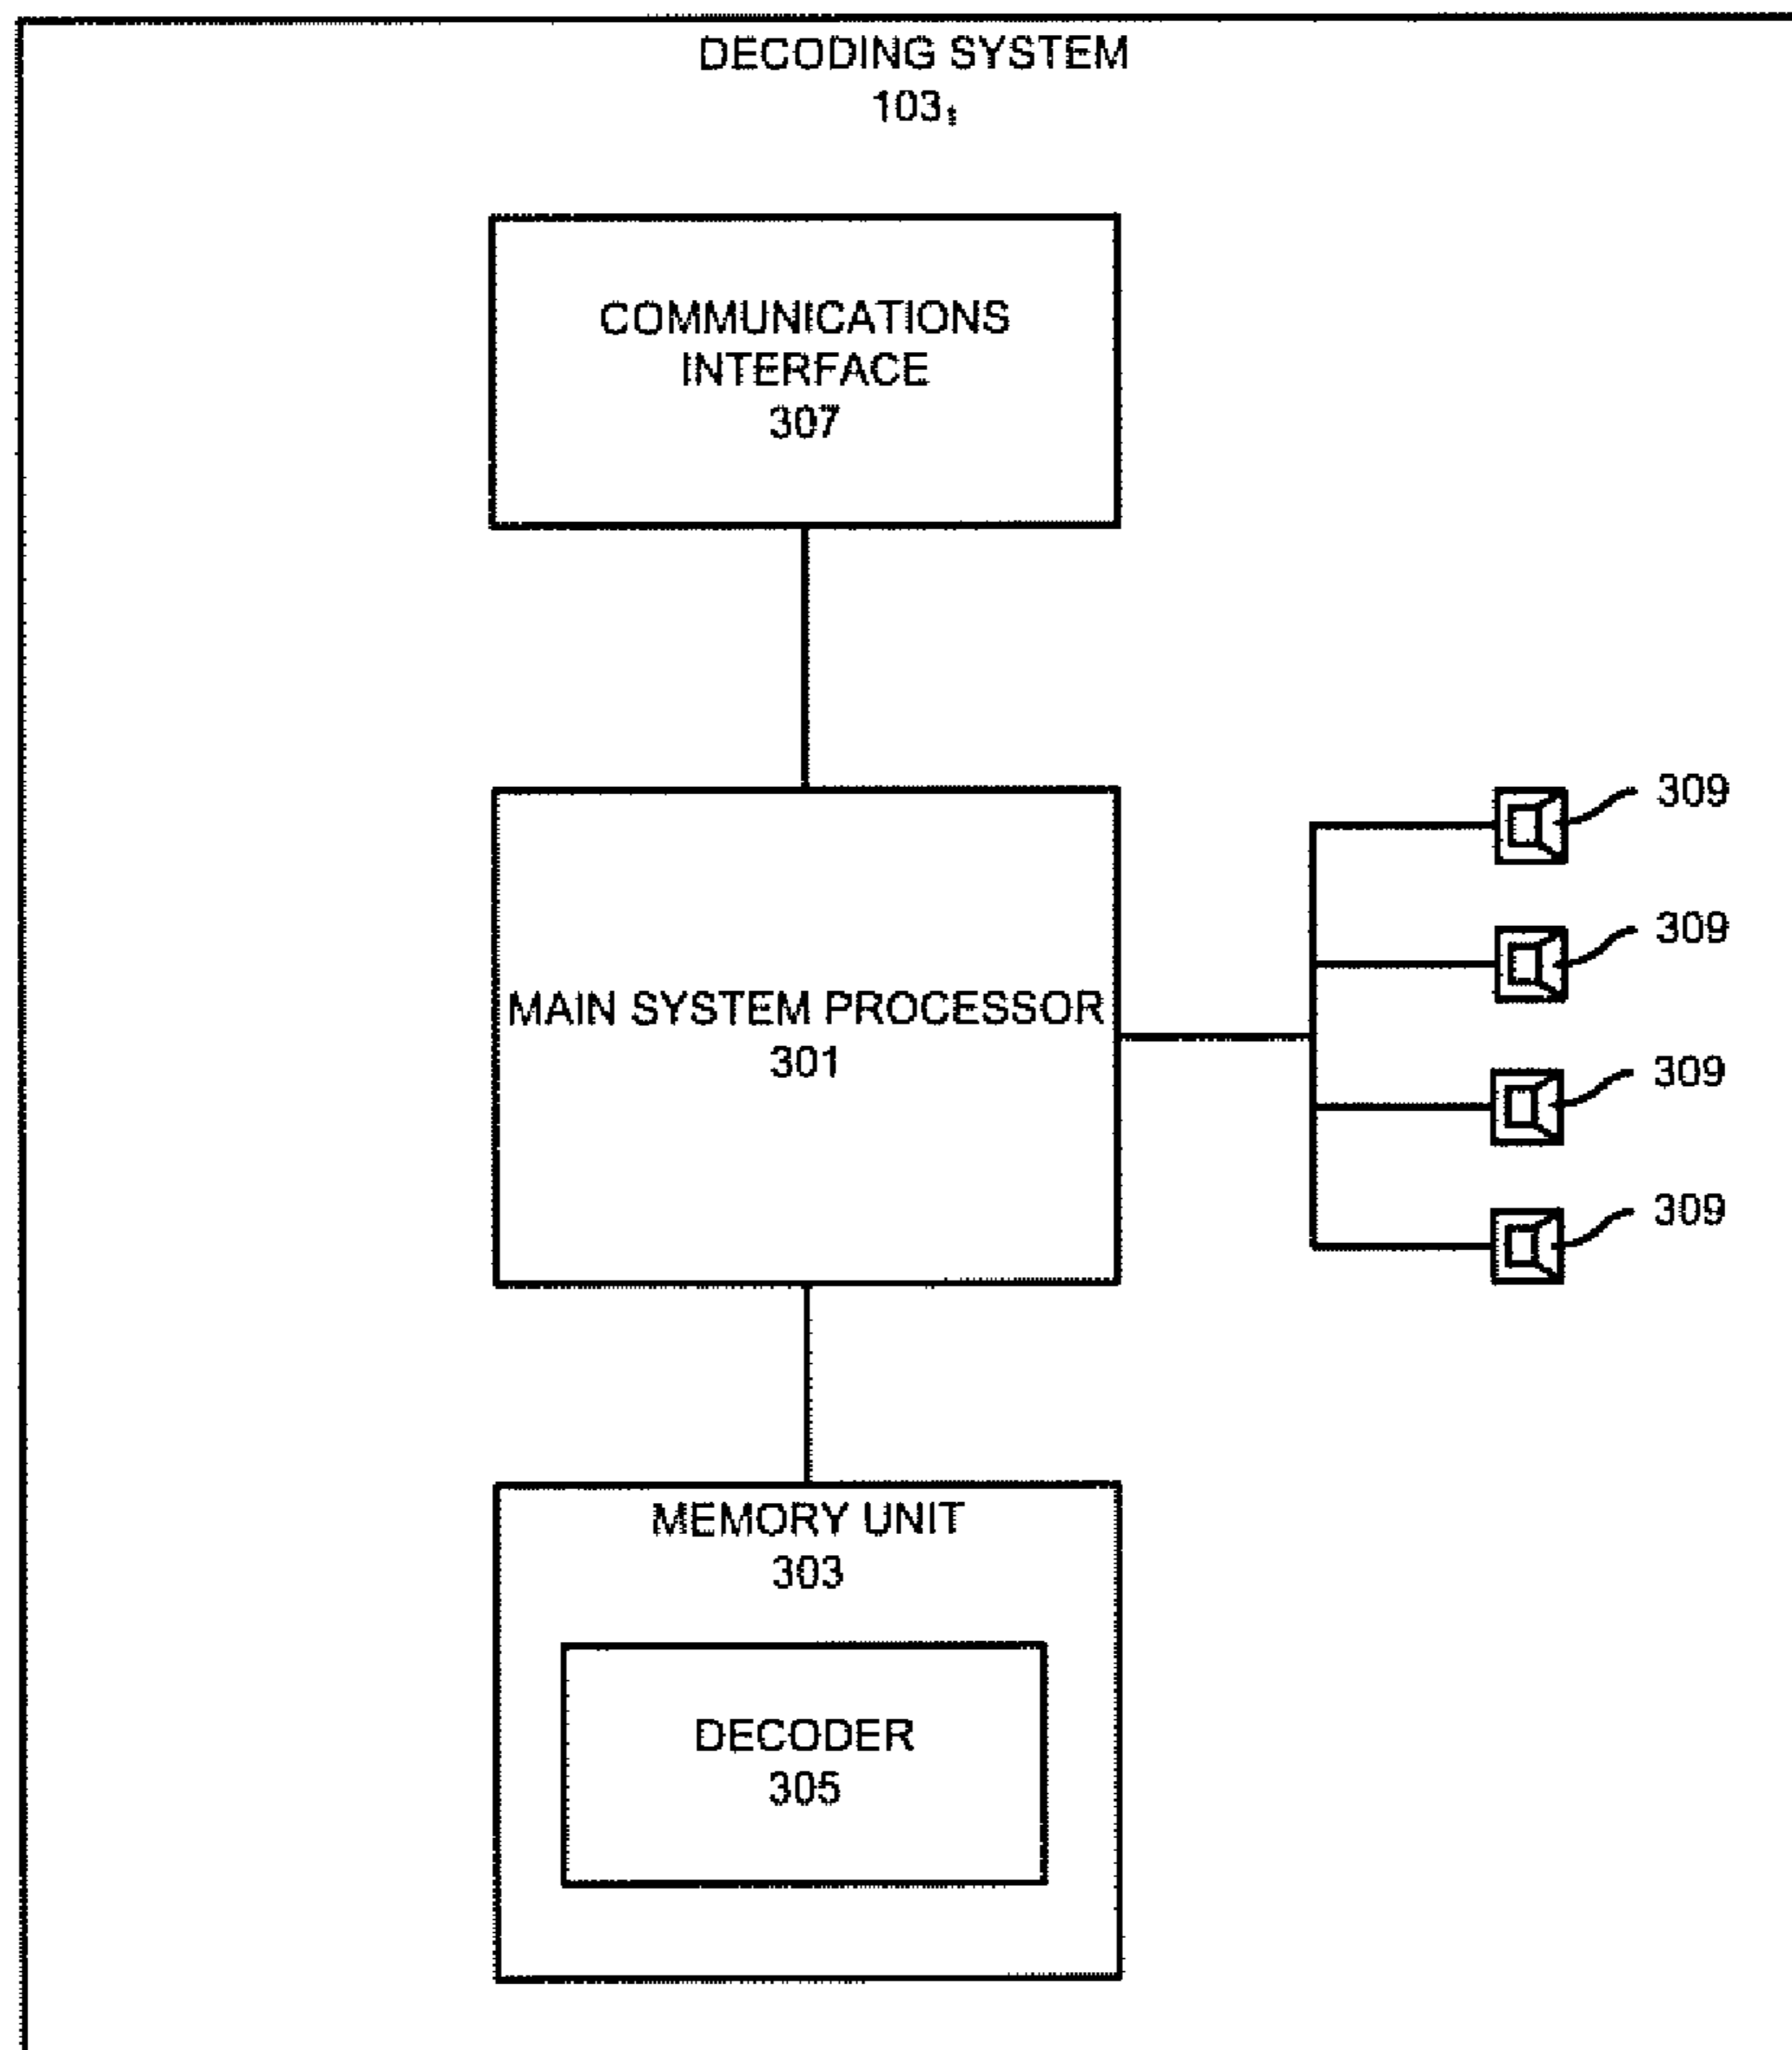 DECODING SYSTEM
103₁
COMMUNICATIONS
INTERFACE
307
MAIN SYSTEM PROCESSOR
301
309
309
309
309
MEMORY UNIT
303
DECODER
305